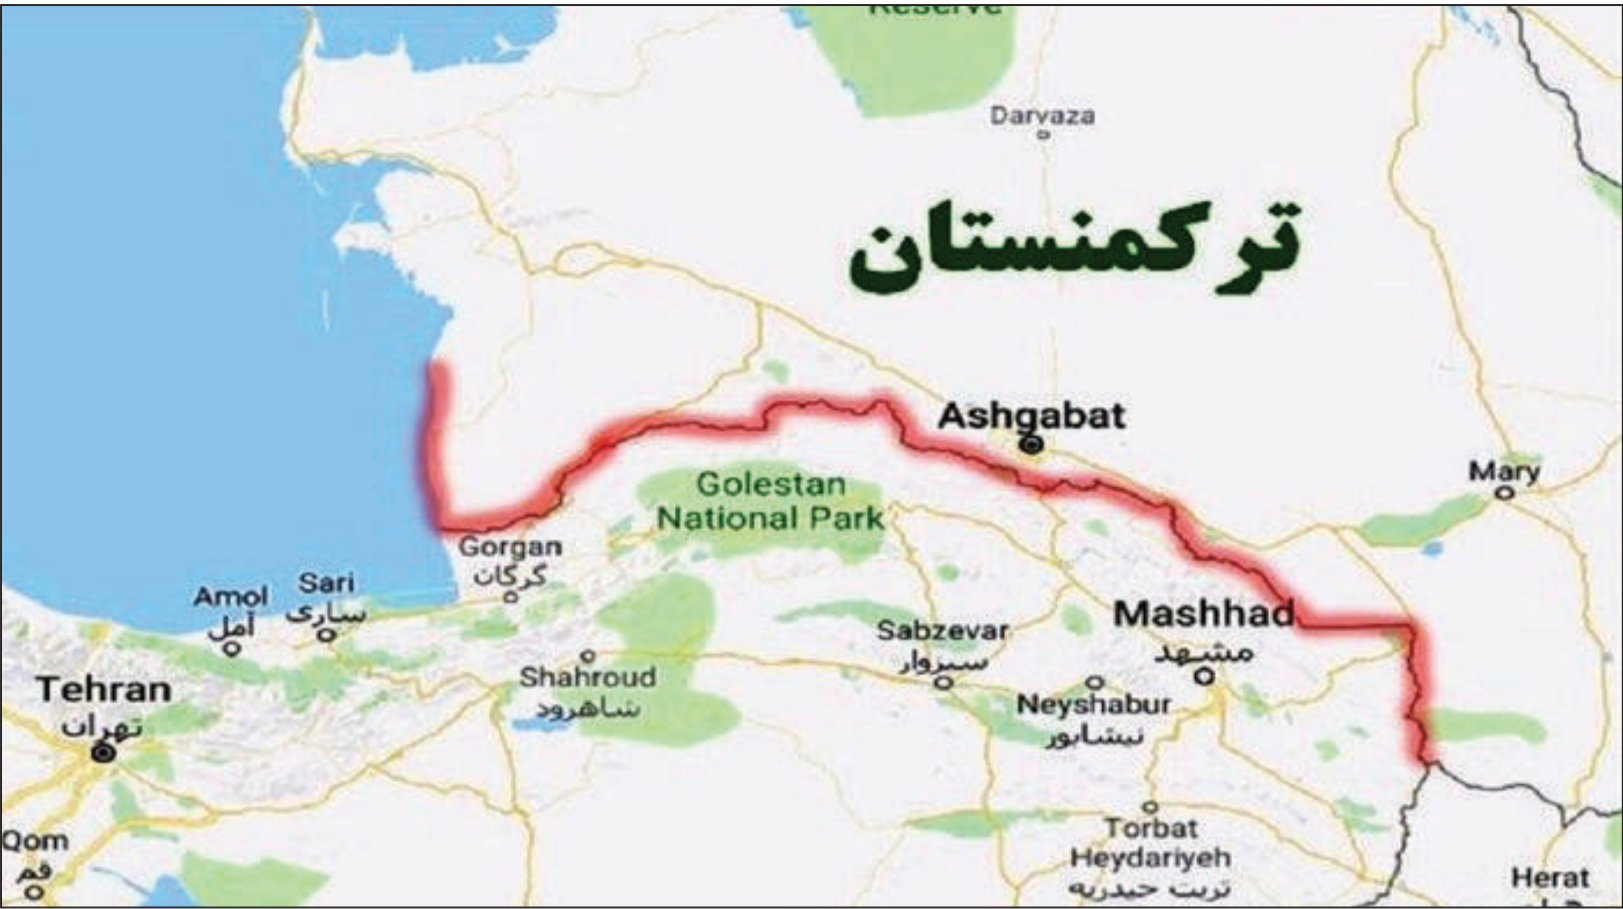 Reserve
Darvaza
ترکمنستان
Ashgabat
Mary
Golestan
National Park
Gorgan
گرگان
Sari
ساری
Amol
آمل
Mashhad
مشهد
Sabzevar
سبزوار
Shahroud
شاهرود
Tehran
تهران
Neyshabur
نیشابور
Torbat
Heydariyeh
تربت حیدریه
Qom
قم
Herat